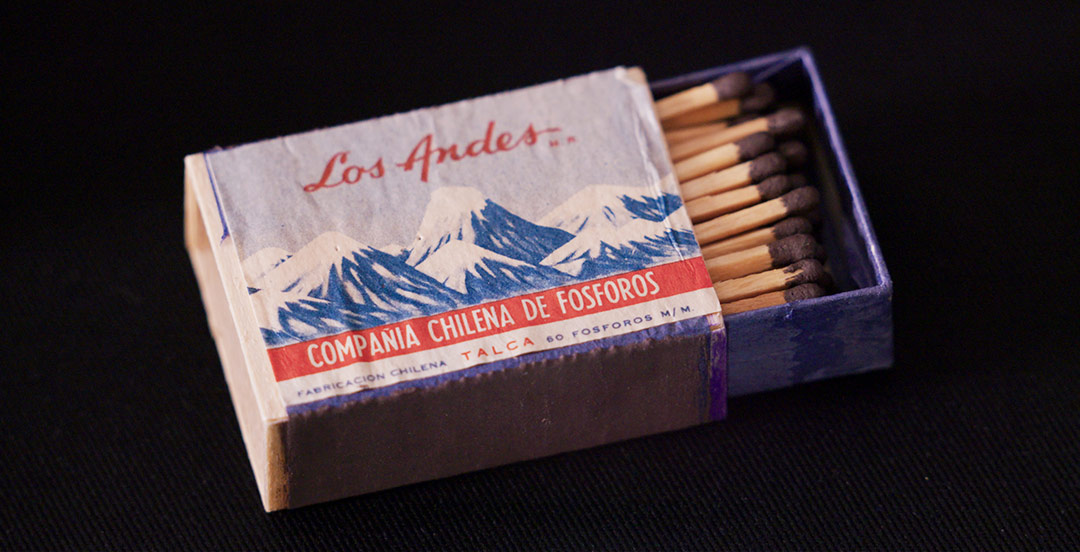 Los Andes M.R.
COMPAÑIA CHILENA DE FOSFOROS
FABRICACION CHILENA TALCA 60 FOSFOROS M/M.